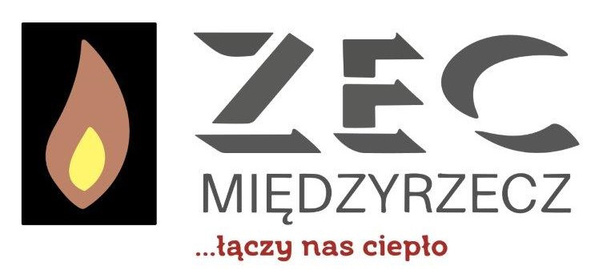 ZEC
MIĘDZYRZECZ
...łączy nas ciepło